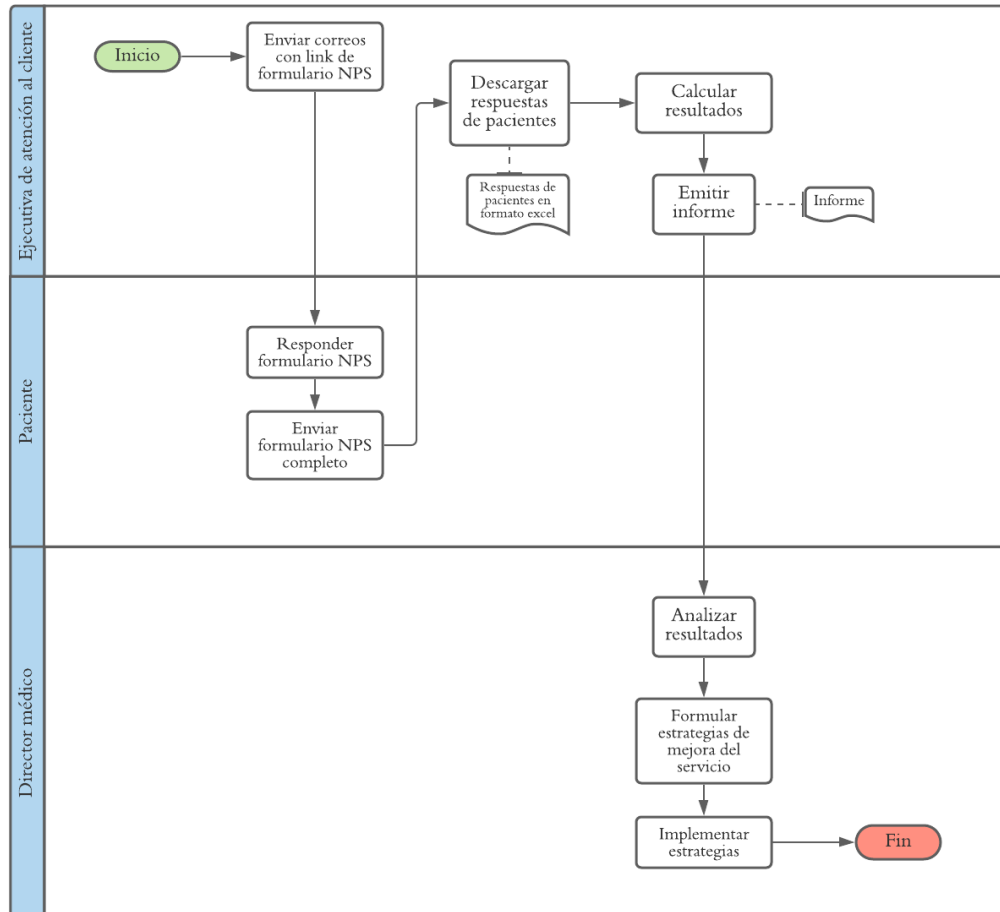 Ejecutiva de atención al cliente
Inicio
Enviar correos
con link de
formulario NPS
Descargar
respuestas
de pacientes
Respuestas de
pacientes en
formato excel
Calcular
resultados
Emitir
informe
Informe
Paciente
Responder
formulario NPS
Enviar
formulario NPS
completo
Director médico
Analizar
resultados
Formular
estrategias de
mejora del
servicio
Implementar
estrategias
Fin